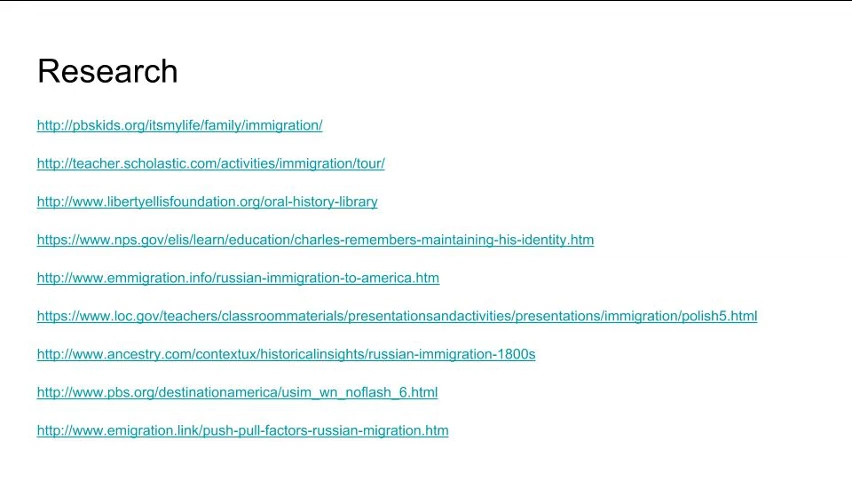 Research
http://pbskids.org/itsmylife/family/immigration/
http://teacher.scholastic.com/activities/immigration/tour/
http://www.libertyellisfoundation.org/oral-history-library
https://www.nps.gov/elis/learn/education/charles-remembers-maintaining-his-identity.htm
http://www.emmigration.info/russian-immigration-to-america.htm
https://www.loc.gov/teachers/classroommaterials/presentationsandactivities/presentations/immigration/polish5.html
http://www.ancestry.com/contextux/historicalinsights/russian-immigration-1800s
http://www.pbs.org/destinationamerica/usim_wn_noflash_6.html
http://www.emigration.link/push-pull-factors-russian-migration.htm